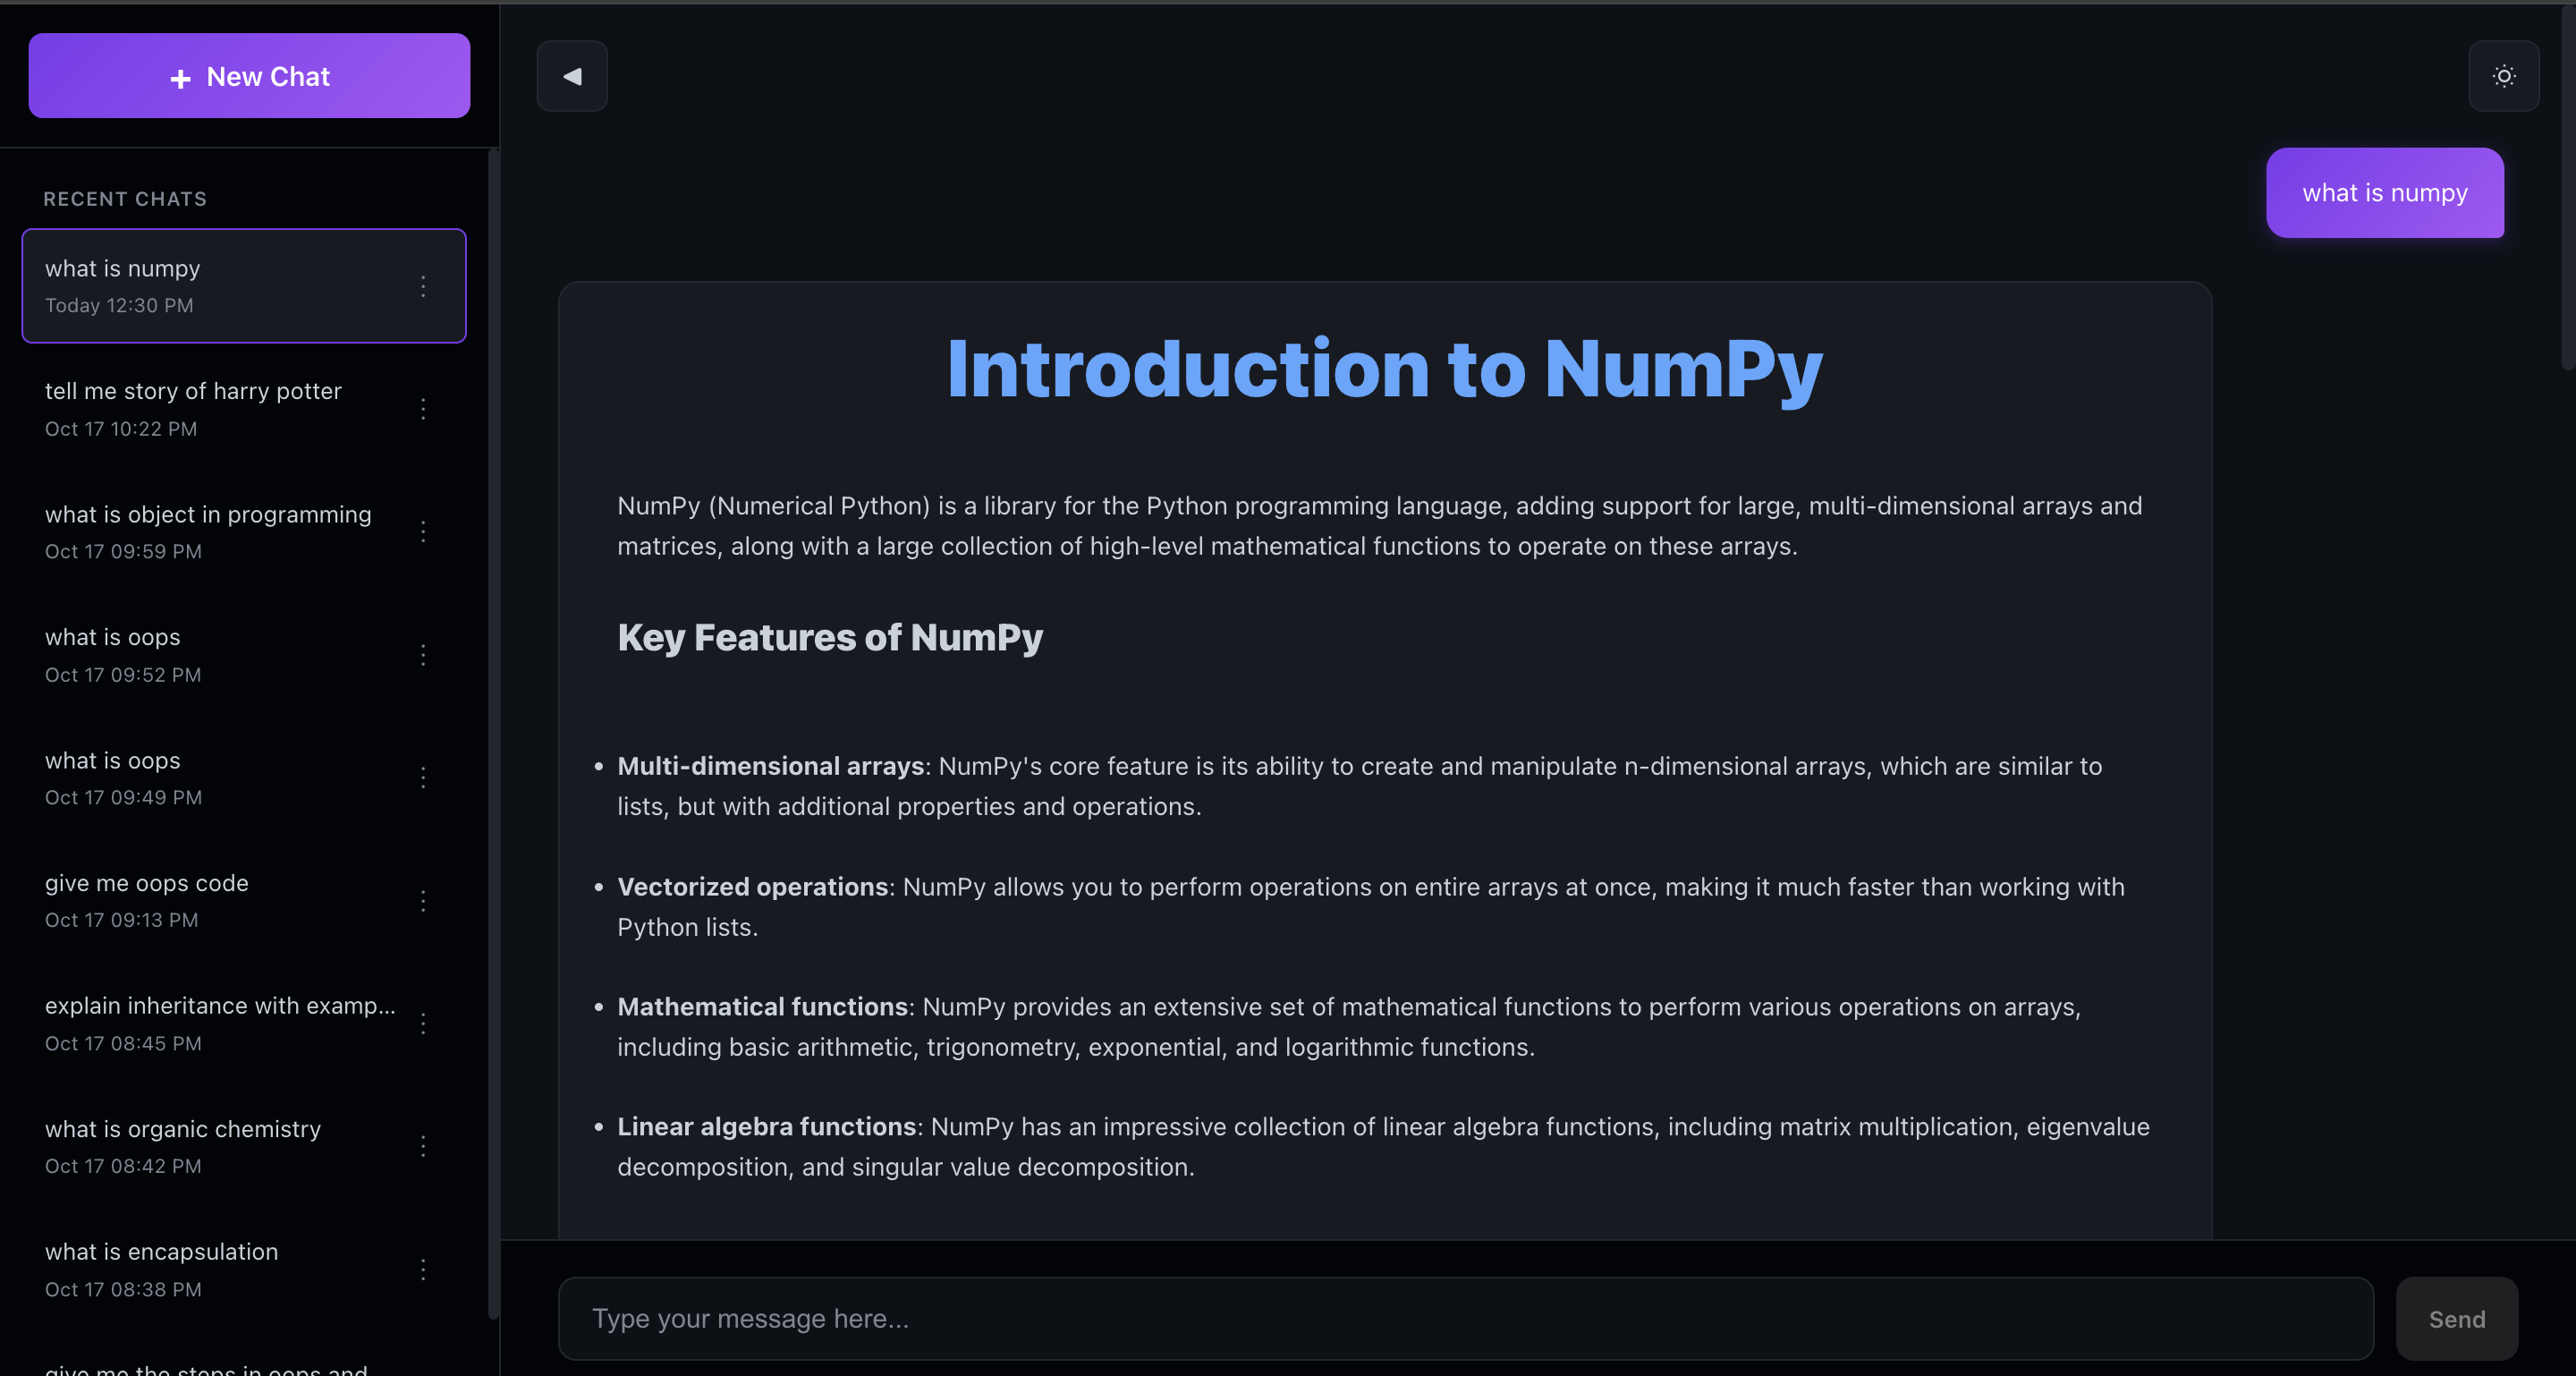 + New Chat
RECENT CHATS
what is numpy
Today 12:30 PM
tell me story of harry potter
Oct 17 10:22 PM
what is object in programming
Oct 17 09:59 PM
what is oops
Oct 17 09:52 PM
what is oops
Oct 17 09:49 PM
give me oops code
Oct 17 09:13 PM
explain inheritance with examp...
Oct 17 08:45 PM
what is organic chemistry
Oct 17 08:42 PM
what is encapsulation
Oct 17 08:38 PM
give me the steps in oops and
what is numpy
Introduction to NumPy
NumPy (Numerical Python) is a library for the Python programming language, adding support for large, multi-dimensional arrays and
matrices, along with a large collection of high-level mathematical functions to operate on these arrays.
Key Features of NumPy
• Multi-dimensional arrays: NumPy's core feature is its ability to create and manipulate n-dimensional arrays, which are similar to
lists, but with additional properties and operations.
• Vectorized operations: NumPy allows you to perform operations on entire arrays at once, making it much faster than working with
Python lists.
• Mathematical functions: NumPy provides an extensive set of mathematical functions to perform various operations on arrays,
including basic arithmetic, trigonometry, exponential, and logarithmic functions.
• Linear algebra functions: NumPy has an impressive collection of linear algebra functions, including matrix multiplication, eigenvalue
decomposition, and singular value decomposition.
Type your message here...
Send